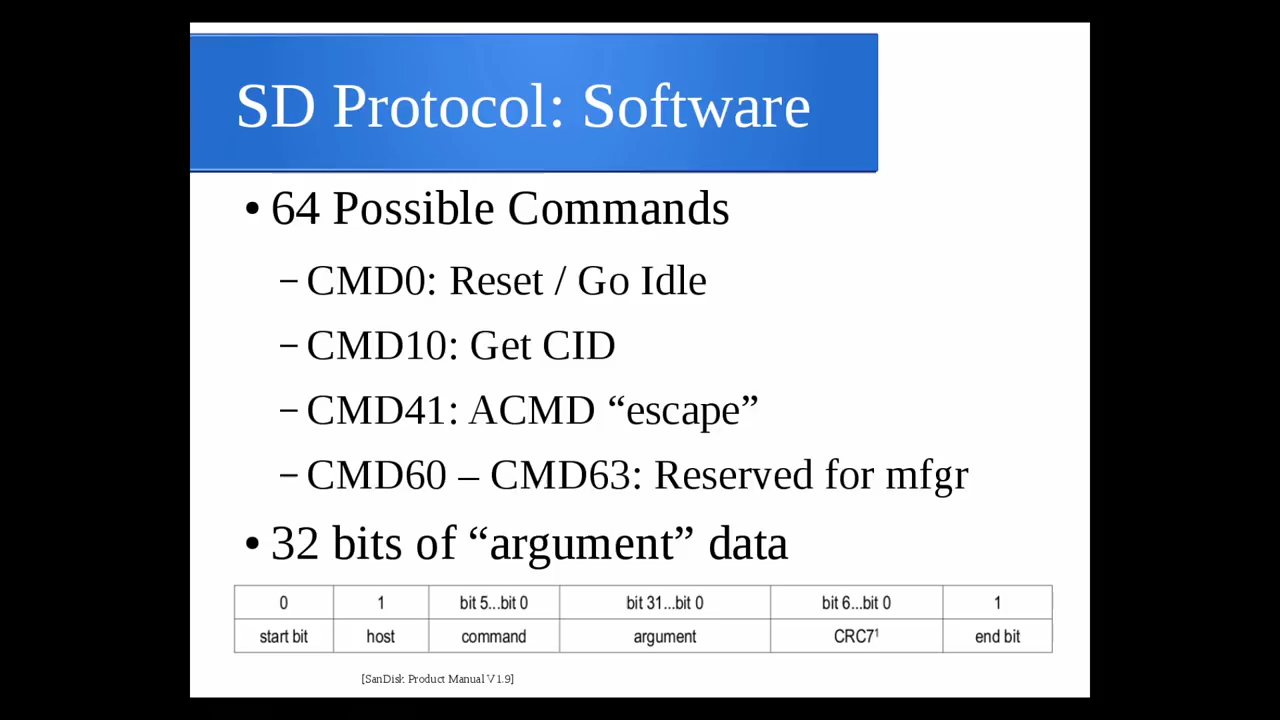 SD Protocol: Software
• 64 Possible Commands
– CMD0: Reset / Go Idle
– CMD10: Get CID
– CMD41: ACMD “escape”
– CMD60 – CMD63: Reserved for mfgr
• 32 bits of “argument” data
0 1 bit 5...bit 0 bit 31...bit 0 bit 6...bit 0 1
start bit host command argument CRC7¹ end bit
[SanDisk Product Manual V1.9]